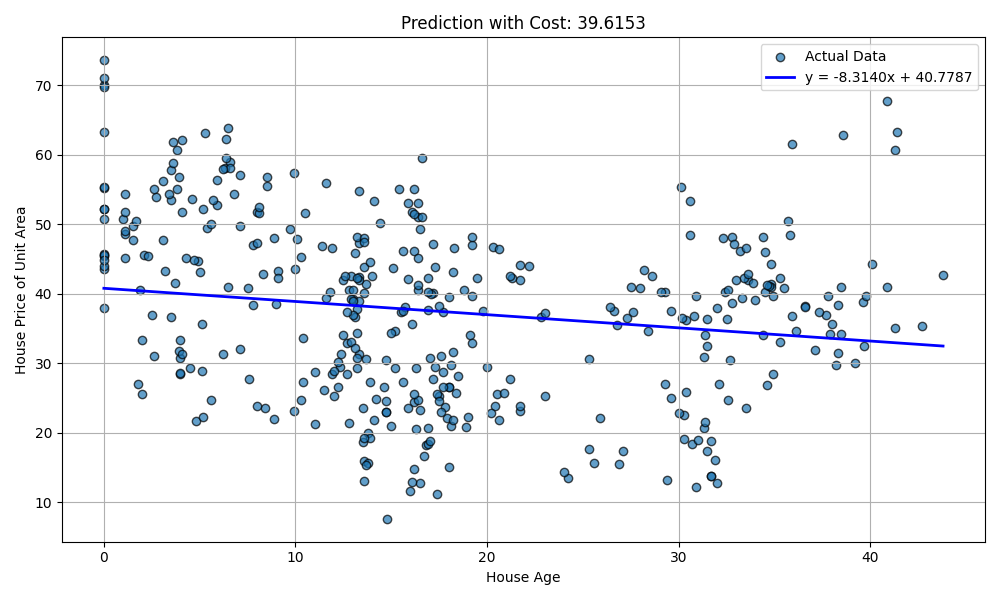 Prediction with Cost: 39.6153
Actual Data
y = -8.3140x + 40.7787
House Price of Unit Area
70
60
50
40
30
20
10
0 10 20 30 40
House Age